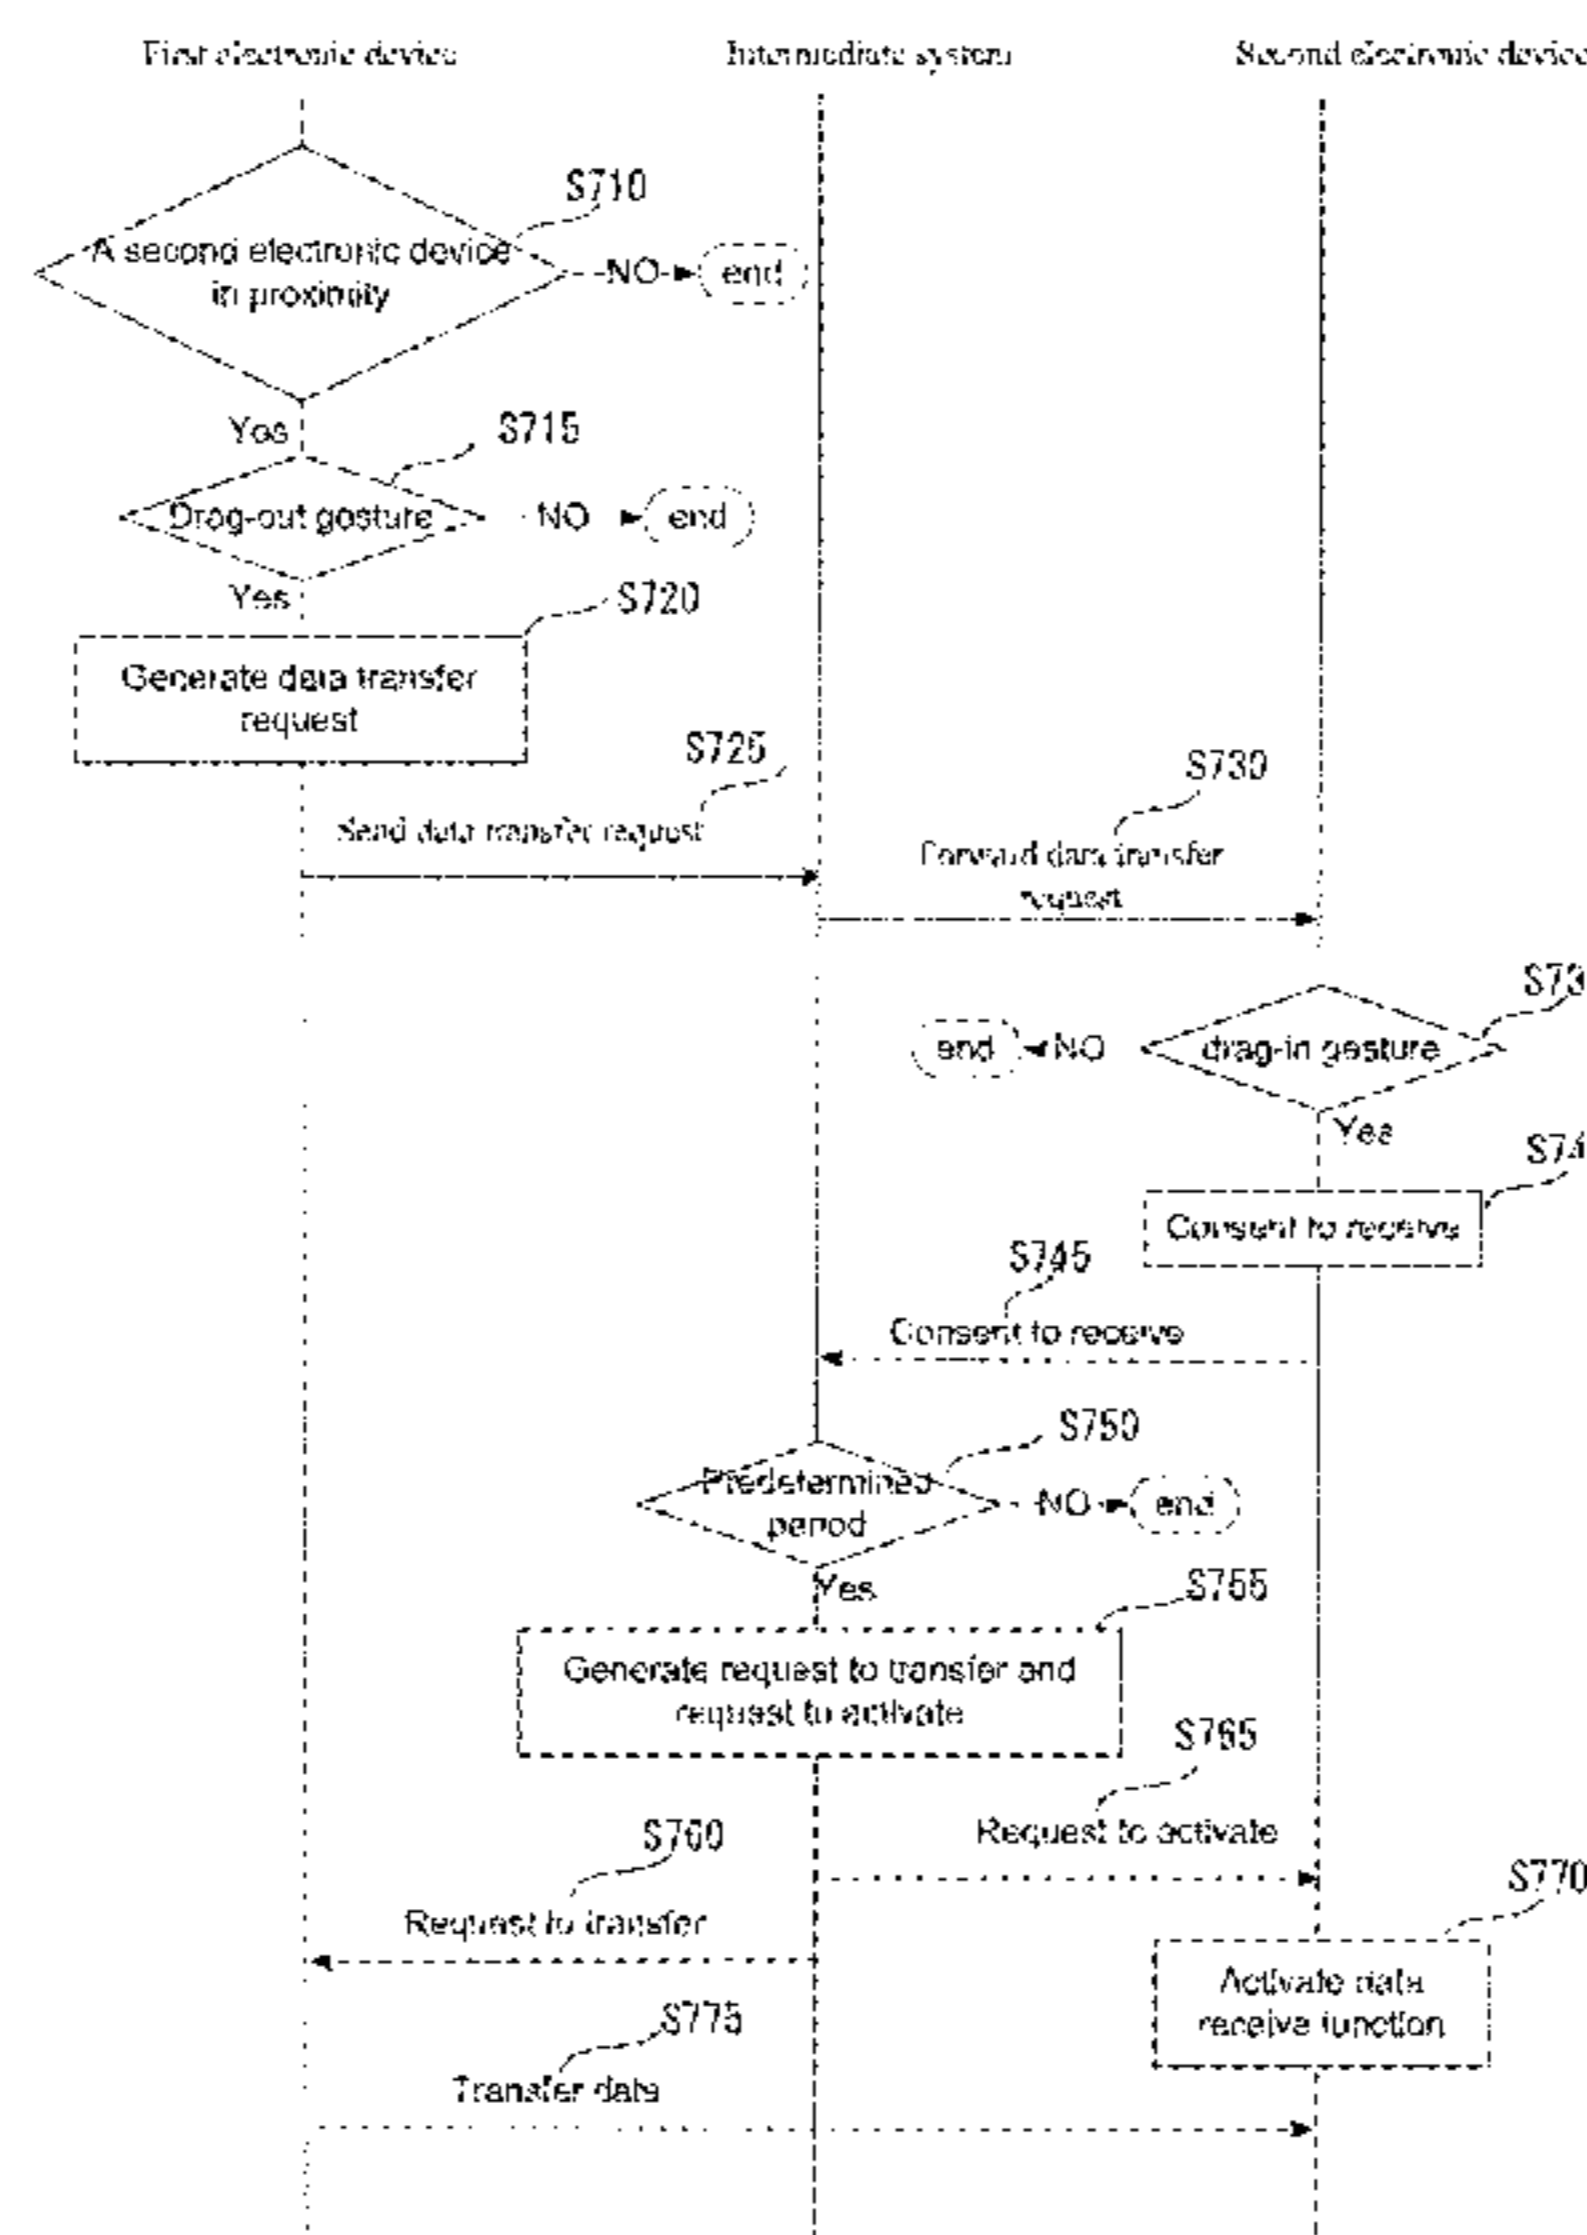 First electronic device
Intermediate system
Second electronic device
S710
A second electronic device
in proximity
NO
end
Yes
S715
Drag-out gesture
NO
end
Yes
S720
Generate data transfer
request
S725
Send data transfer request
S730
Forward data transfer
request
S73
drag-in gesture
NO
end
Yes
S74
Consent to receive
S745
Consent to receive
S750
Predetermined
period
NO
end
Yes
S755
Generate request to transfer and
request to activate
S765
Request to activate
S760
Request to transfer
S770
Activate data
receive function
S775
Transfer data